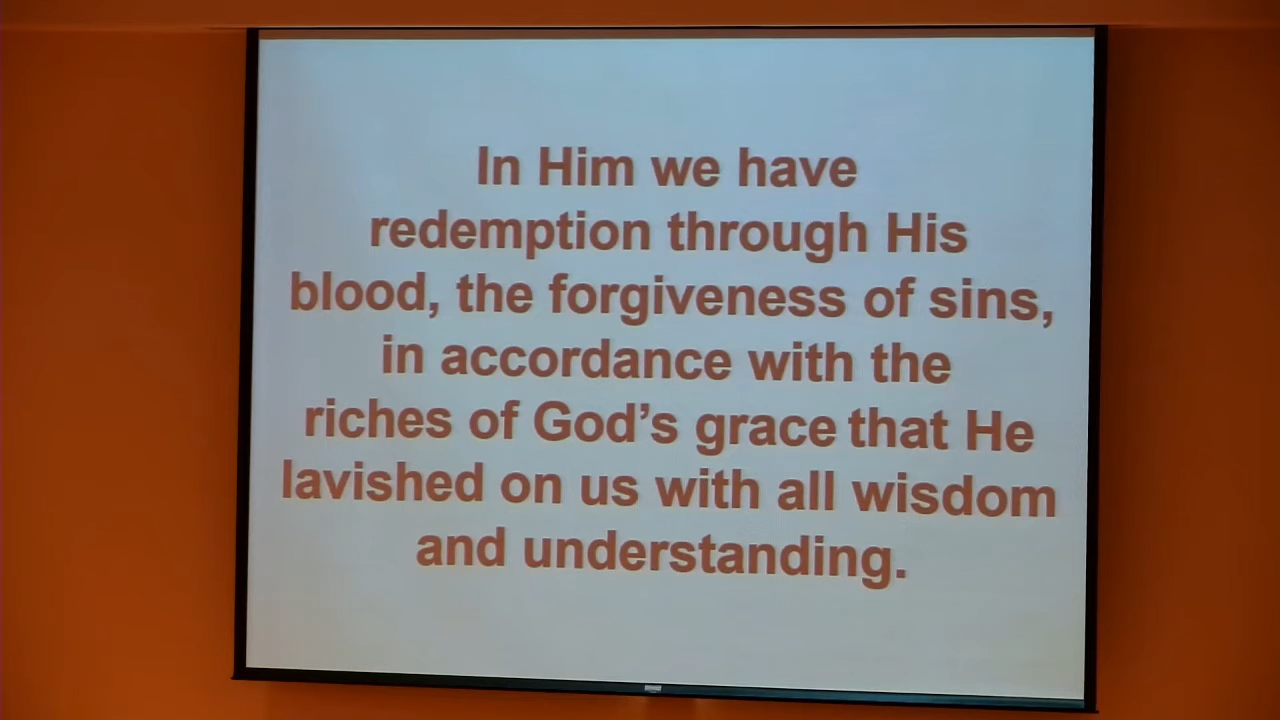 In Him we have
redemption through His
blood, the forgiveness of sins,
in accordance with the
riches of God’s grace that He
lavished on us with all wisdom
and understanding.